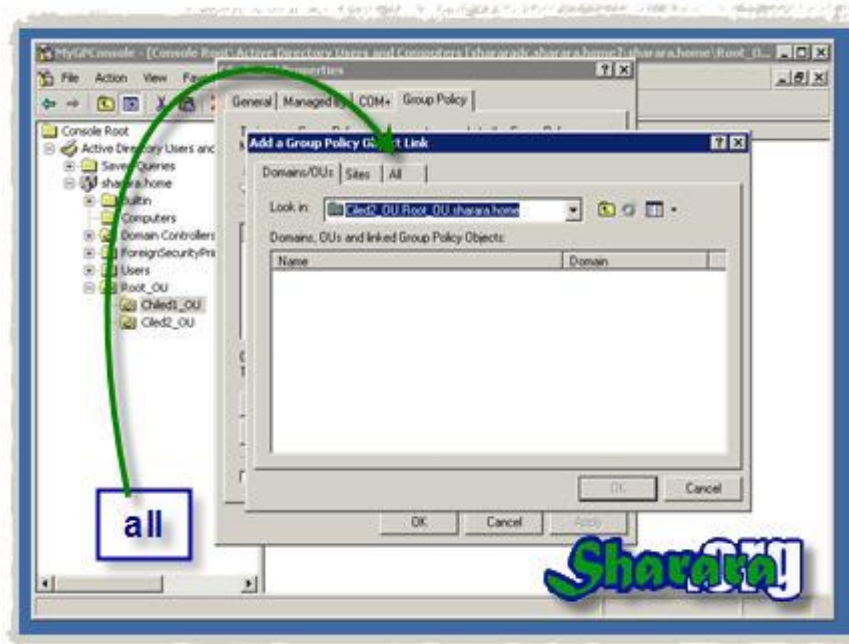 MyGPConsole - [Console Root\Active Directory Users and Computers [shararadc.sharara.home]\sharara.home\Root_O...
Properties
File Action View
General Managed By COM+ Group Policy
Console Root
Active Directory Users and
Add a Group Policy Object Link
Saved Queries
Domains/OUs Sites All
sharara.home
Builtin
Look in: Ciled2_OU.Root_OU.sharara.home
Computers
Domain Controllers
Domains, OUs and linked Group Policy Objects:
ForeignSecurityPri
Name Domain
Users
Root_OU
Chiled1_OU
Ciled2_OU
OK Cancel
all
OK Cancel Apply
Sharara.org